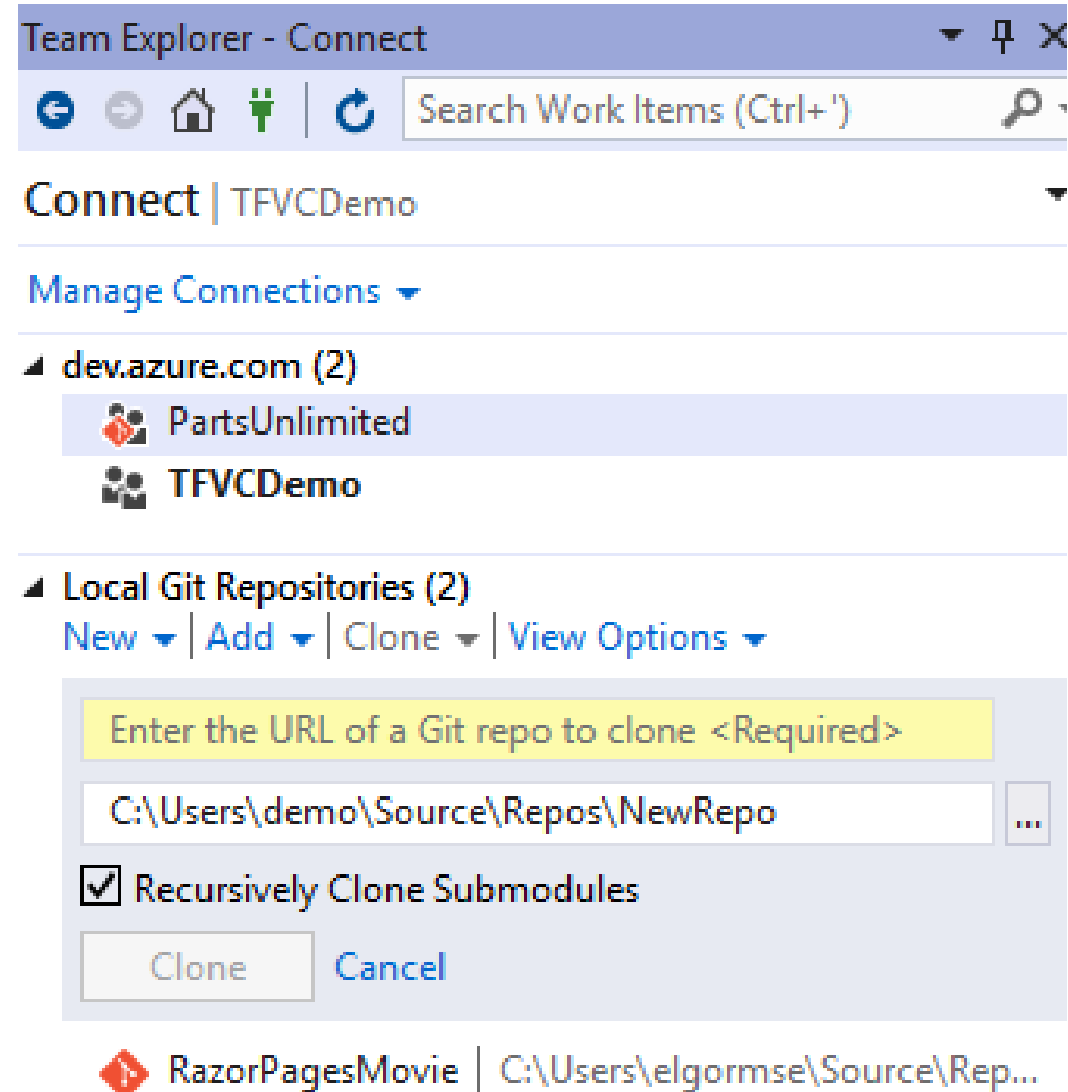 Team Explorer - Connect
Search Work Items (Ctrl+')
Connect | TFVCDemo
Manage Connections
dev.azure.com (2)
PartsUnlimited
TFVCDemo
Local Git Repositories (2)
New | Add | Clone | View Options
Enter the URL of a Git repo to clone <Required>
C:\Users\demo\Source\Repos\NewRepo
...
Recursively Clone Submodules
Clone Cancel
RazorPagesMovie | C:\Users\elgormse\Source\Rep...